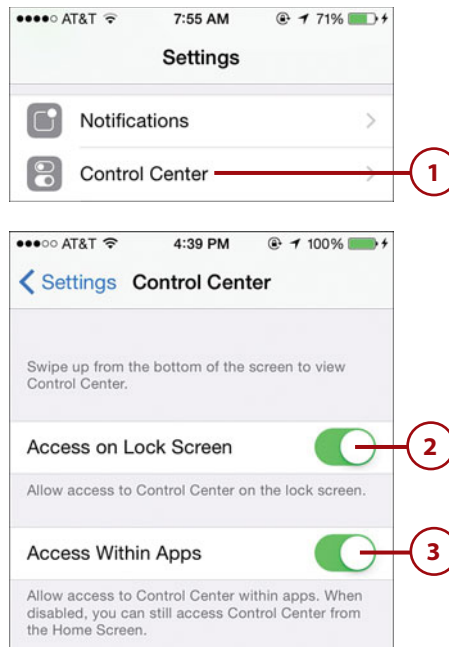 AT&T 7:55 AM 71%
Settings
Notifications
Control Center
1
AT&T 4:39 PM 100%
Settings Control Center
Swipe up from the bottom of the screen to view
Control Center.
Access on Lock Screen
2
Allow access to Control Center on the lock screen.
Access Within Apps
3
Allow access to Control Center within apps. When
disabled, you can still access Control Center from
the Home Screen.